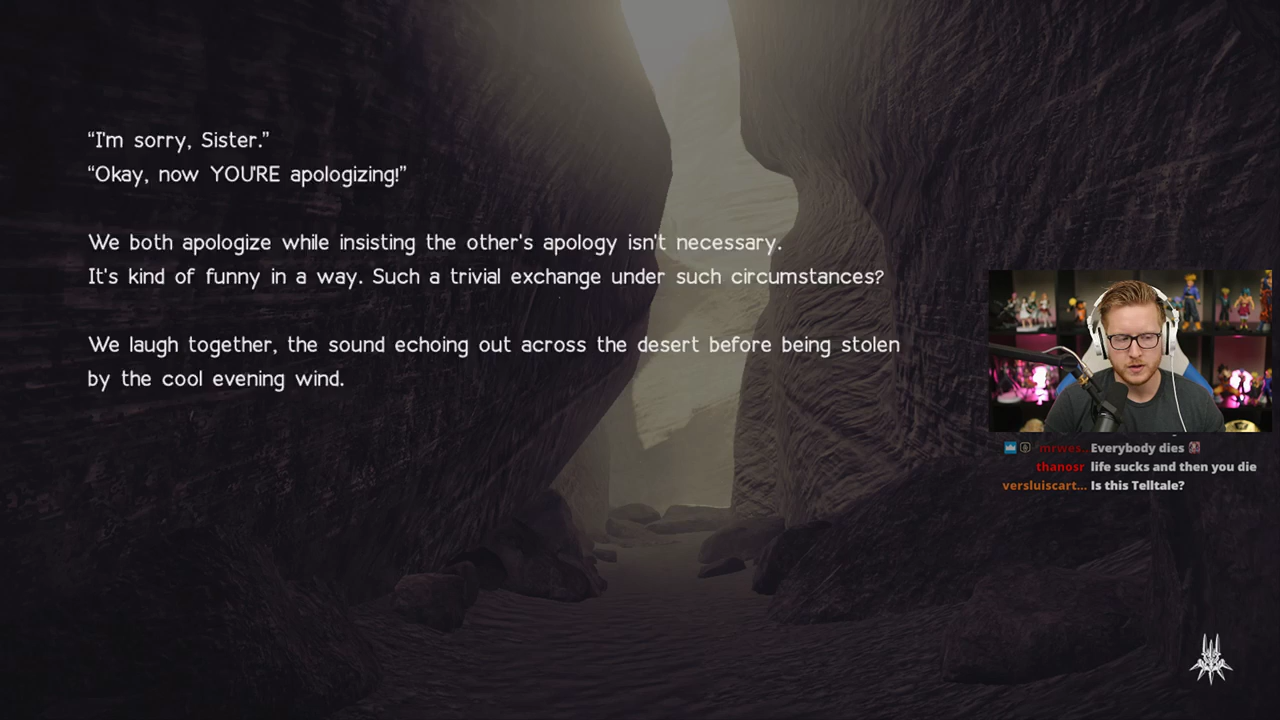 “I'm sorry, Sister.”
“Okay, now YOU'RE apologizing!”
We both apologize while insisting the other's apology isn't necessary.
It's kind of funny in a way. Such a trivial exchange under such circumstances?
We laugh together, the sound echoing out across the desert before being stolen
by the cool evening wind.
mrwes.. Everybody dies
thanosr life sucks and then you die
versluiscart... Is this Telltale?